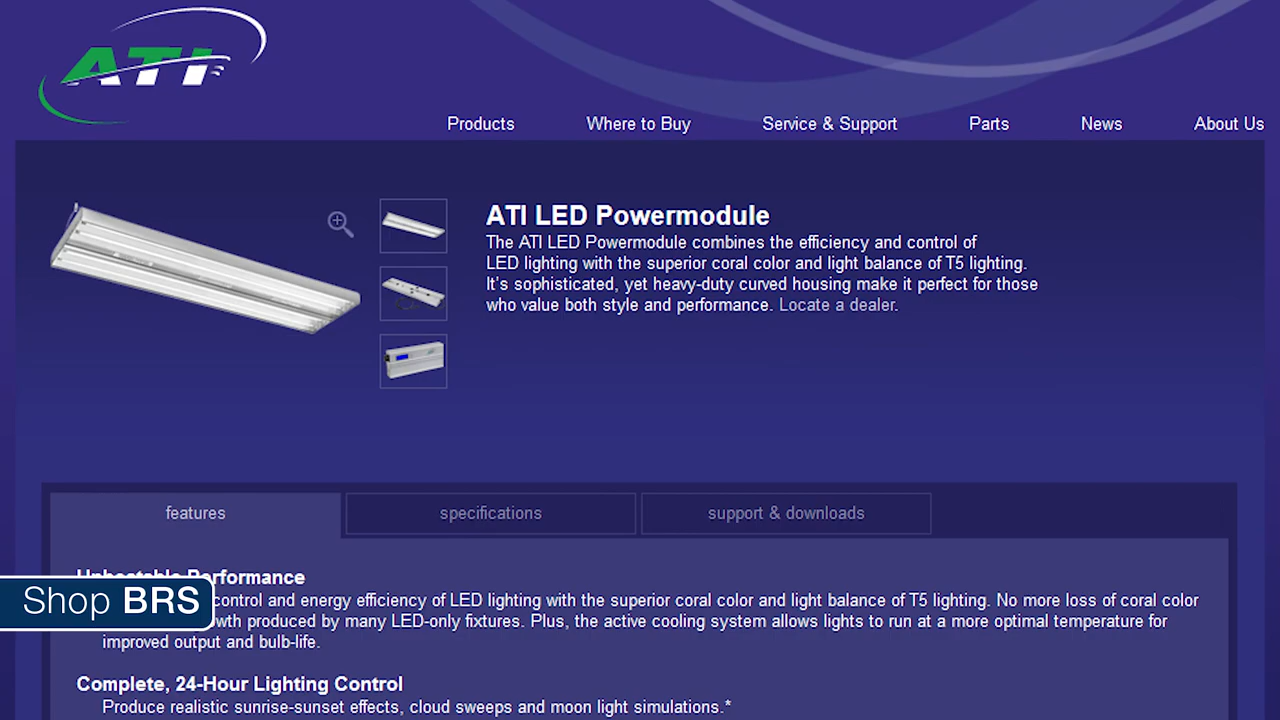 ATI
Products Where to Buy Service & Support Parts News About Us
ATI LED Powermodule
The ATI LED Powermodule combines the efficiency and control of
LED lighting with the superior coral color and light balance of T5 lighting.
It's sophisticated, yet heavy-duty curved housing make it perfect for those
who value both style and performance. Locate a dealer.
features specifications support & downloads
Performance
Shop BRS
control and energy efficiency of LED lighting with the superior coral color and light balance of T5 lighting. No more loss of coral color
produced by many LED-only fixtures. Plus, the active cooling system allows lights to run at a more optimal temperature for
improved output and bulb-life.
Complete, 24-Hour Lighting Control
Produce realistic sunrise-sunset effects, cloud sweeps and moon light simulations.*